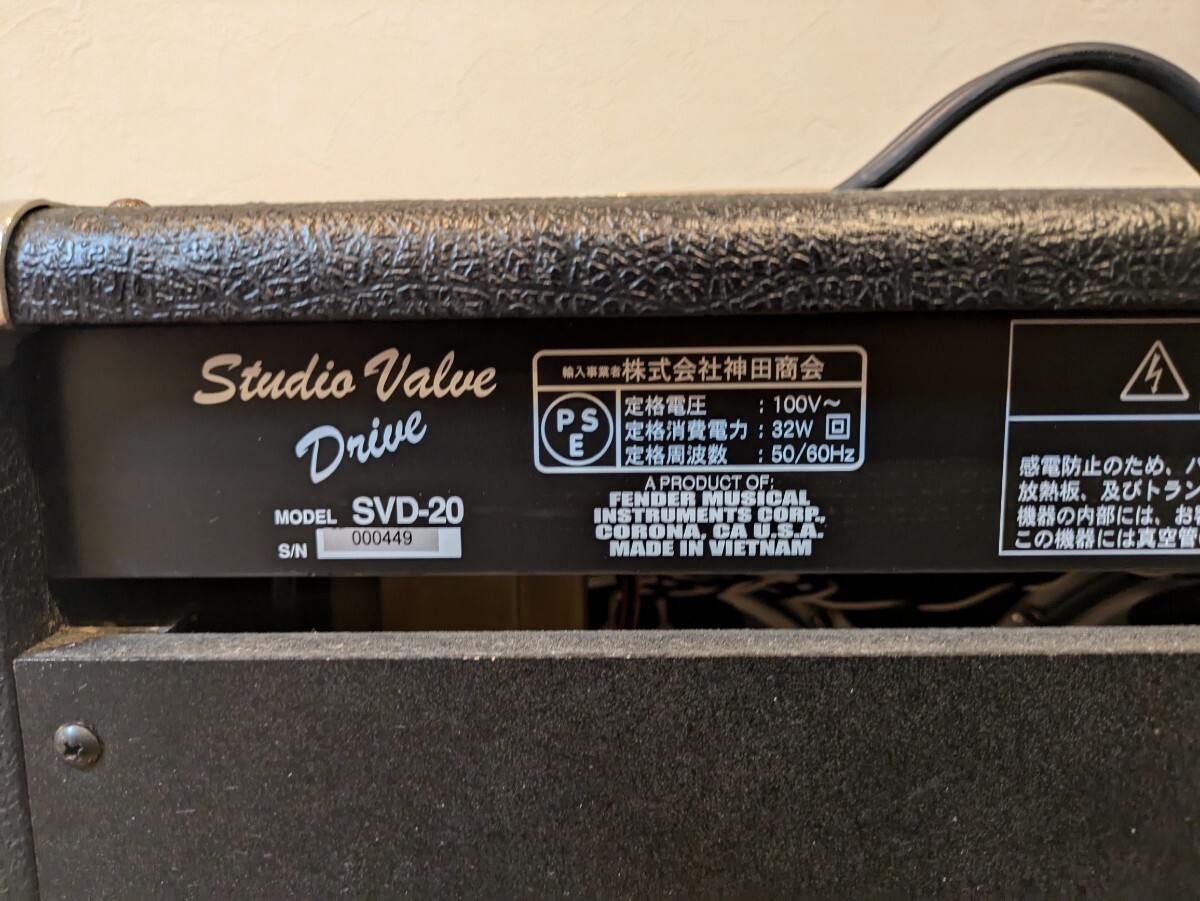 Studio Valve
Drive
MODEL SVD-20
S/N 000449
輸入事業者 株式会社神田商会
PS
E
定格電圧 : 100V～
定格消費電力 : 32W
定格周波数 : 50/60Hz
A PRODUCT OF:
FENDER MUSICAL
INSTRUMENTS CORP.,
CORONA, CA U.S.A.
MADE IN VIETNAM
感電防止のため、パ
放熱板、及びトラン
機器の内部には、お
この機器には真空管